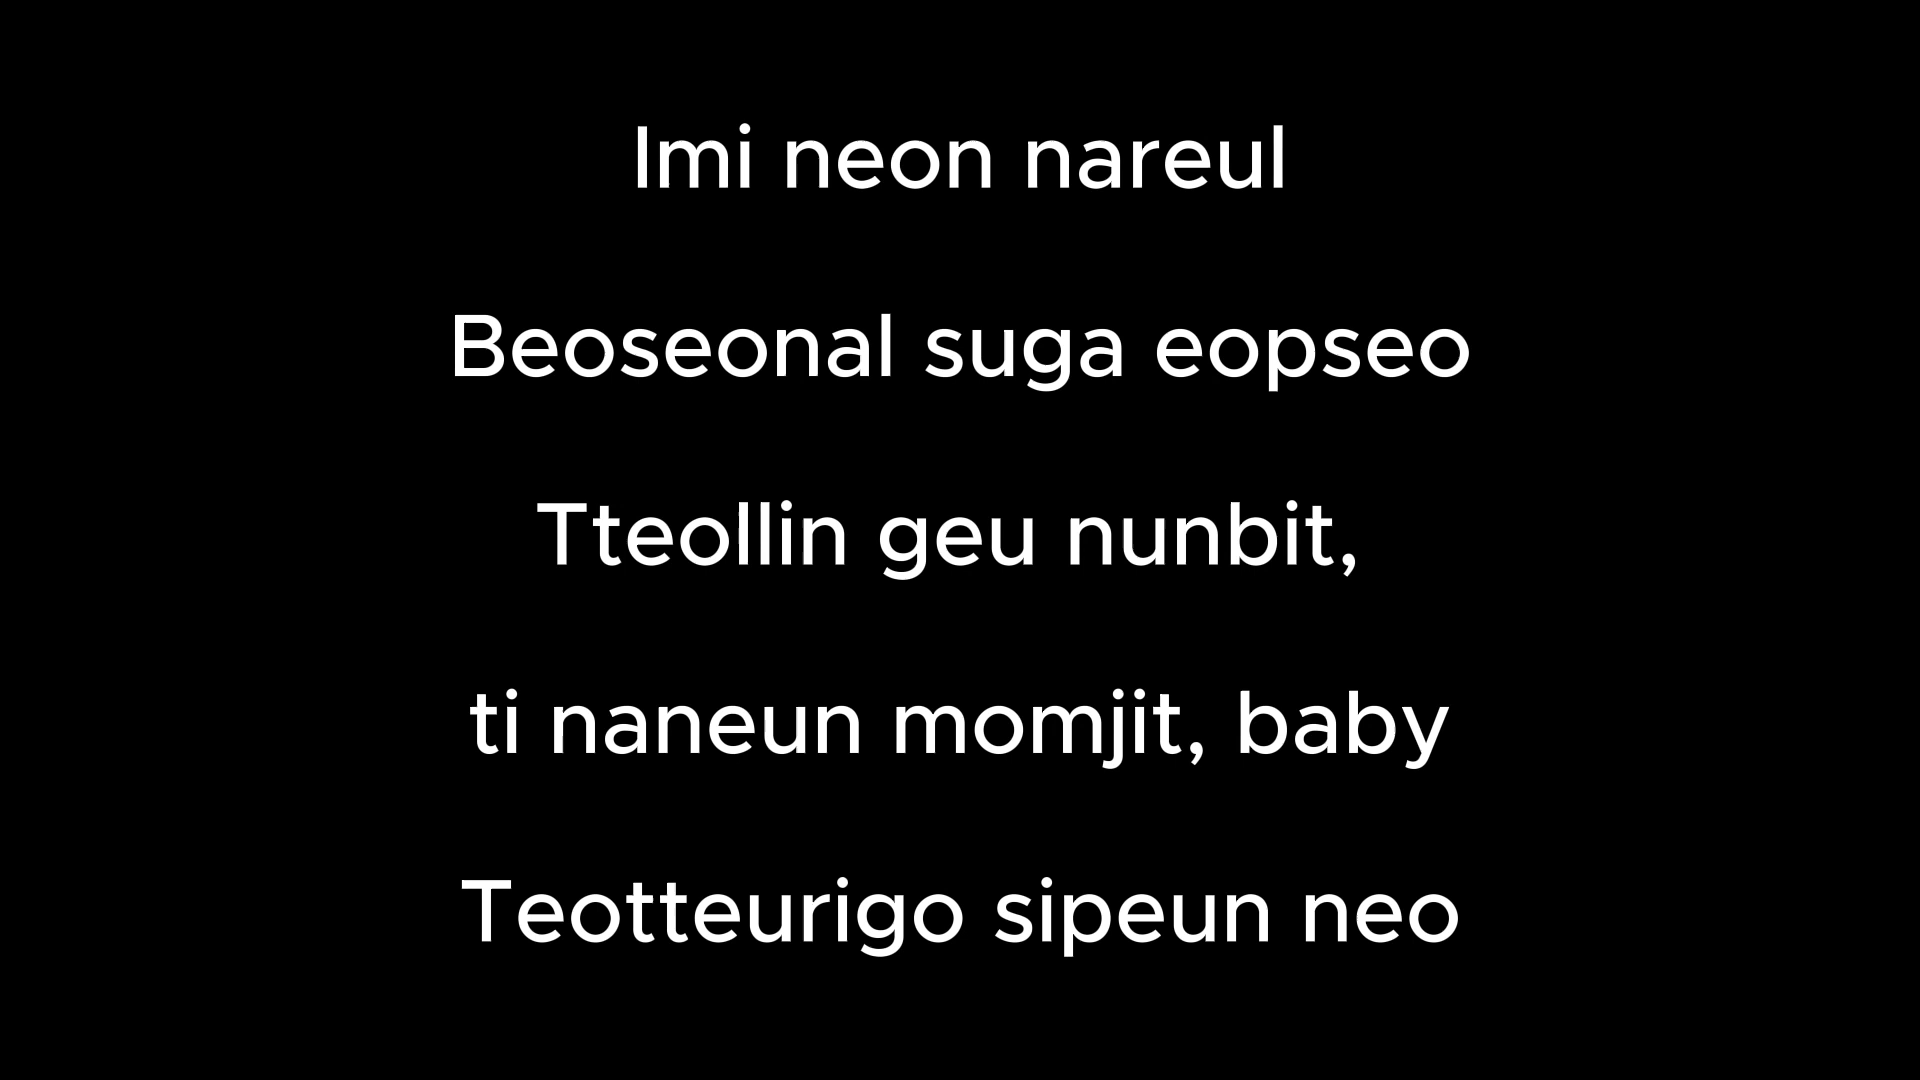 Imi neon nareul
Beoseonal suga eopseo
Tteollin geu nunbit,
ti naneun momjit, baby
Teotteurigo sipeun neo